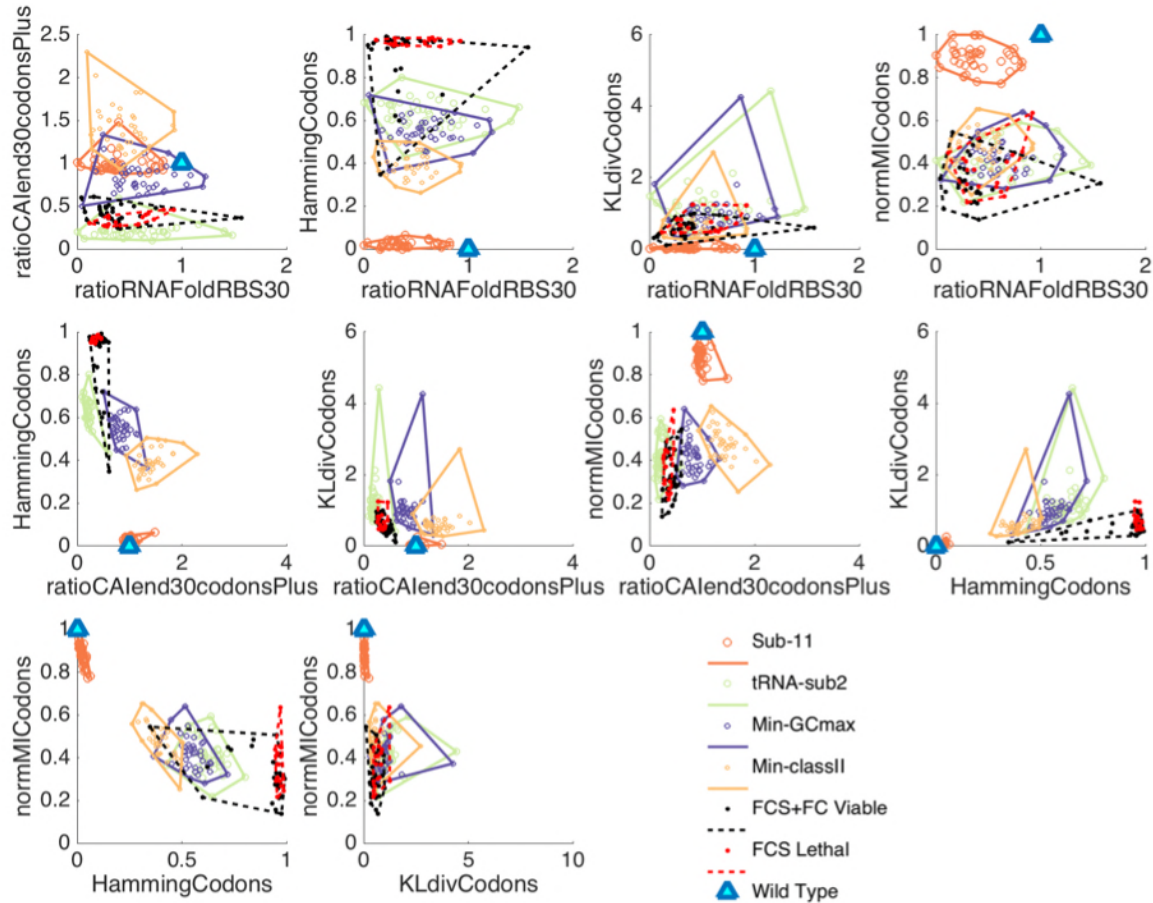 ratioCAIend30codonsPlus
2.5
2
1.5
1
0.5
0
0 1 2
ratioRNAFoldRBS30
HammingCodons
1
0.8
0.6
0.4
0.2
0
0 1 2
ratioRNAFoldRBS30
KLdivCodons
6
4
2
0
0 1 2
ratioRNAFoldRBS30
normMICodons
1
0.8
0.6
0.4
0.2
0
0 1 2
ratioRNAFoldRBS30
HammingCodons
1
0.8
0.6
0.4
0.2
0
0 2 4
ratioCAIend30codonsPlus
KLdivCodons
6
4
2
0
0 2 4
ratioCAIend30codonsPlus
normMICodons
1
0.8
0.6
0.4
0.2
0
0 2 4
ratioCAIend30codonsPlus
KLdivCodons
6
4
2
0
0 0.5 1
HammingCodons
normMICodons
1
0.8
0.6
0.4
0.2
0
0 0.5 1
HammingCodons
normMICodons
1
0.8
0.6
0.4
0.2
0
0 5 10
KLdivCodons
Sub-11
tRNA-sub2
Min-GCmax
Min-classII
FCS+FC Viable
FCS Lethal
Wild Type